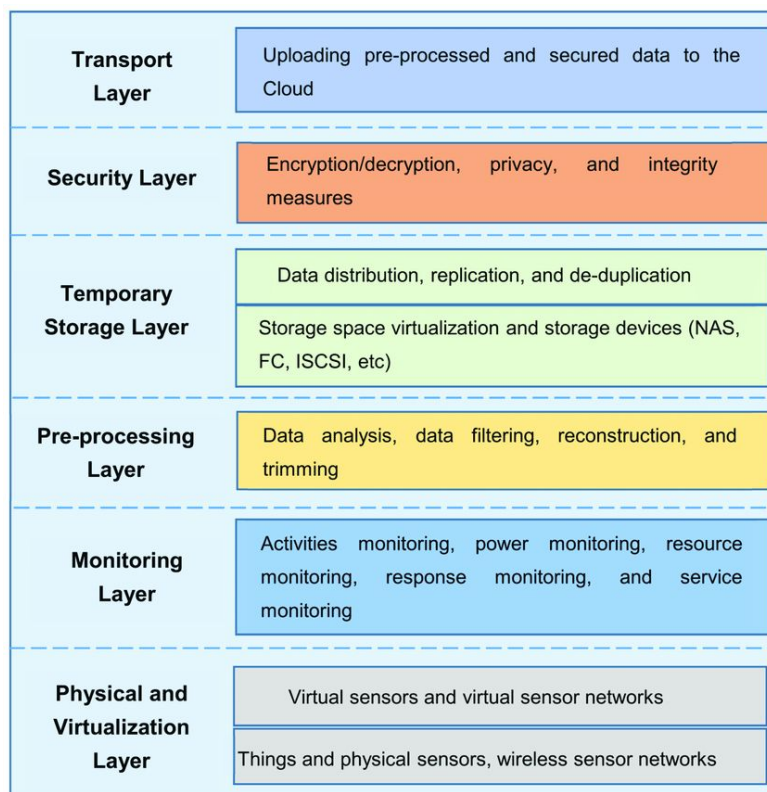 Transport
Layer
Uploading pre-processed and secured data to the
Cloud
Security Layer
Encryption/decryption, privacy, and integrity
measures
Temporary
Storage Layer
Data distribution, replication, and de-duplication
Storage space virtualization and storage devices (NAS,
FC, ISCSI, etc)
Pre-processing
Layer
Data analysis, data filtering, reconstruction, and
trimming
Monitoring
Layer
Activities monitoring, power monitoring, resource
monitoring, response monitoring, and service
monitoring
Physical and
Virtualization
Layer
Virtual sensors and virtual sensor networks
Things and physical sensors, wireless sensor networks